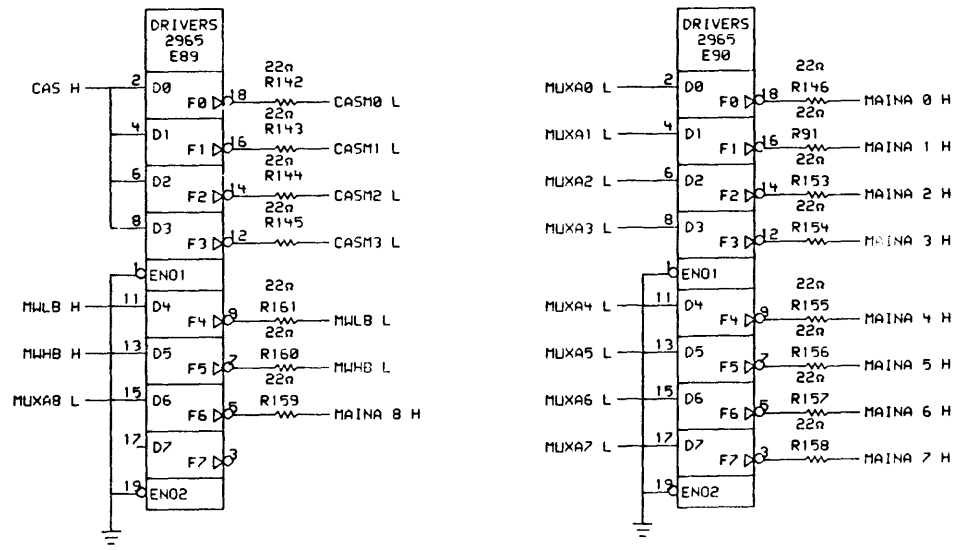 DRIVERS
2965
E89
22Ω
CAS H 2 D0 R142
F0 18 CASM0 L
22Ω
4 D1 R143
F1 16 CASM1 L
22Ω
6 D2 R144
F2 14 CASM2 L
22Ω
8 D3 R145
F3 12 CASM3 L
1 ENO1
22Ω
MWLB H 11 D4 R161
F4 9 MWLB L
22Ω
MWHB H 13 D5 R160
F5 7 MWHB L
22Ω
MUXA8 L 15 D6 R159
F6 5 MAINA 8 H
17 D7
F7 3
19 ENO2
DRIVERS
2965
E90
22Ω
MUXA0 L 2 D0 R146
F0 18 MAINA 0 H
22Ω
MUXA1 L 4 D1 R91
F1 16 MAINA 1 H
22Ω
MUXA2 L 6 D2 R153
F2 14 MAINA 2 H
22Ω
MUXA3 L 8 D3 R154
F3 12 MAINA 3 H
1 ENO1
22Ω
MUXA4 L 11 D4 R155
F4 9 MAINA 4 H
22Ω
MUXA5 L 13 D5 R156
F5 7 MAINA 5 H
22Ω
MUXA6 L 15 D6 R157
F6 5 MAINA 6 H
22Ω
MUXA7 L 17 D7 R158
F7 3 MAINA 7 H
19 ENO2